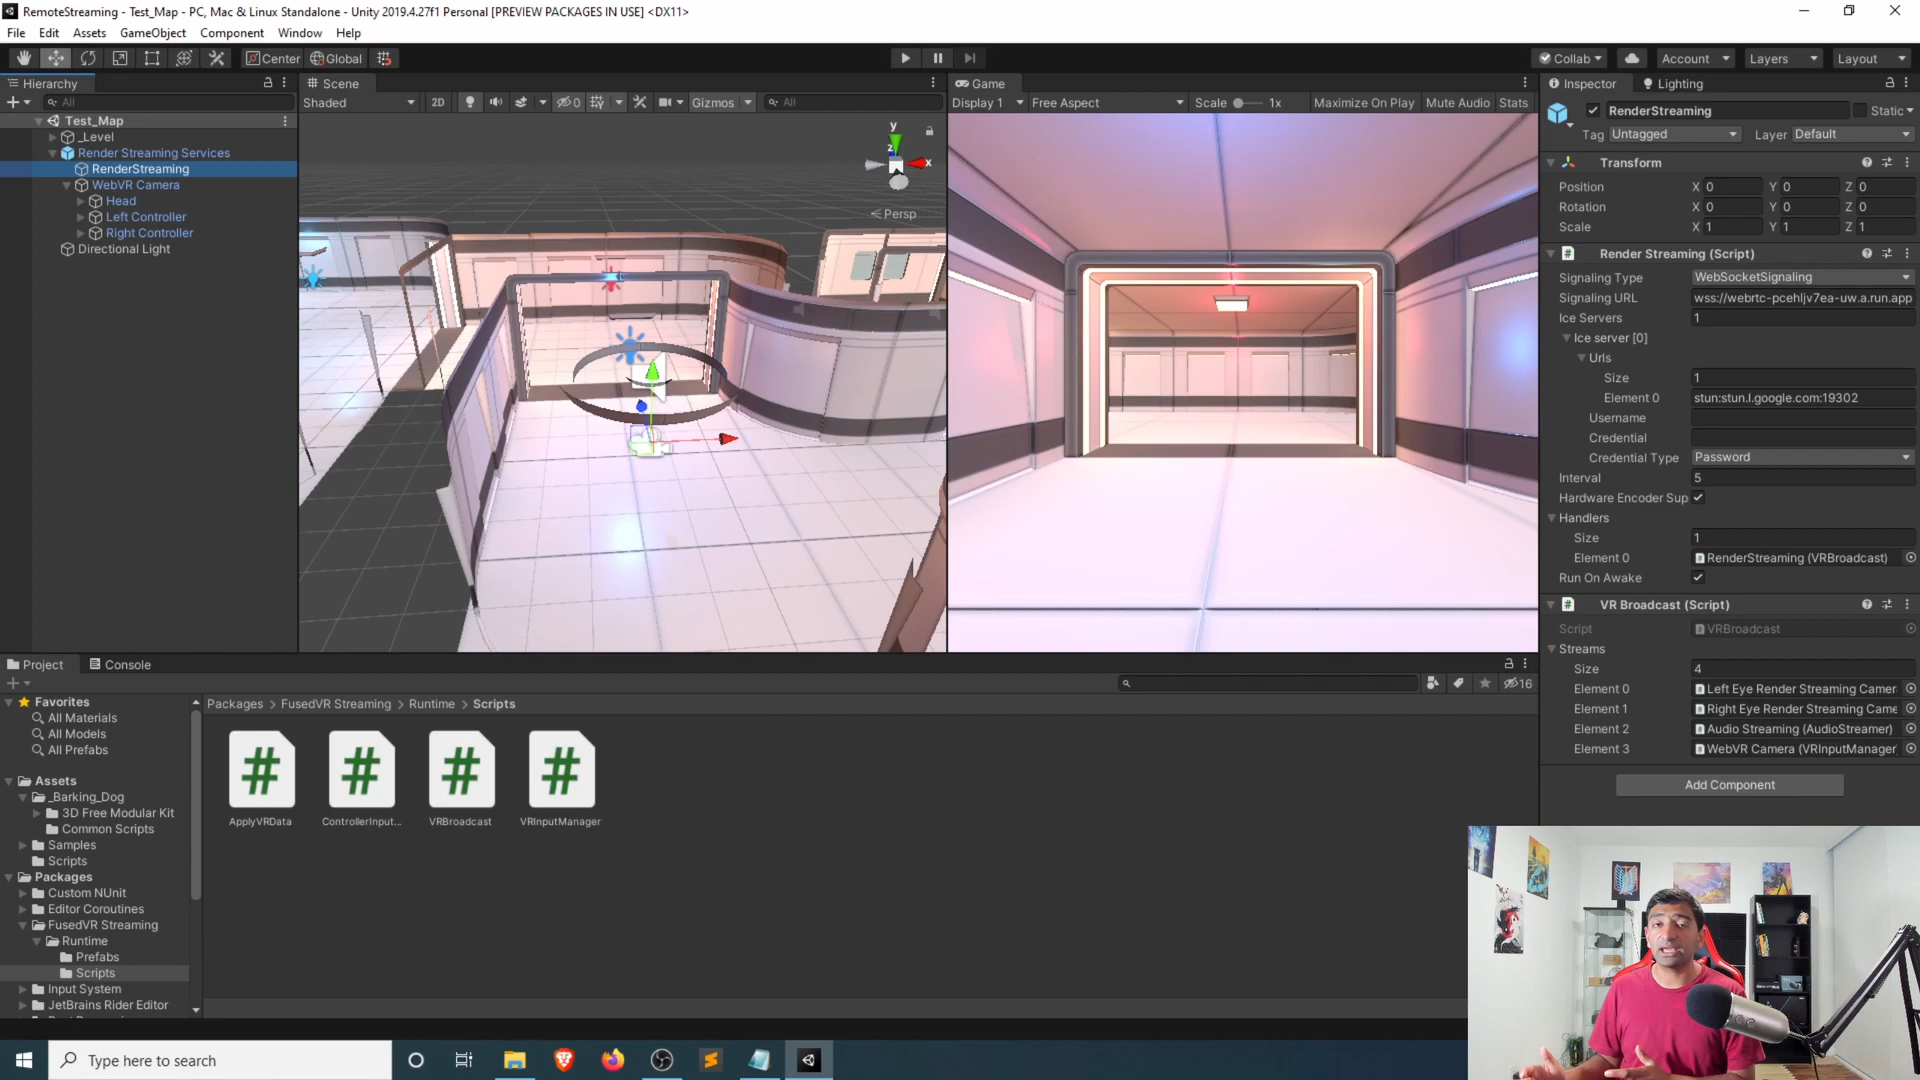 RemoteStreaming - Test_Map - PC, Mac & Linux Standalone - Unity 2019.4.27f1 Personal [PREVIEW PACKAGES IN USE] <DX11>
File Edit Assets GameObject Component Window Help
Center Global Collab Account Layers Layout
Hierarchy
All
Test_Map
_Level
Render Streaming Services
RenderStreaming
WebVR Camera
Head
Left Controller
Right Controller
Directional Light
Scene
Shaded 2D 0 Gizmos All
y
z
x
Persp
Game
Display 1 Free Aspect Scale 1x Maximize On Play Mute Audio Stats
Inspector Lighting
RenderStreaming Static
Tag Untagged Layer Default
Transform
Position X 0 Y 0 Z 0
Rotation X 0 Y 0 Z 0
Scale X 1 Y 1 Z 1
Render Streaming (Script)
Signaling Type WebSocketSignaling
Signaling URL wss://webrtc-pcehljv7ea-uw.a.run.app
Ice Servers 1
Ice server [0]
Urls
Size 1
Element 0 stun:stun.l.google.com:19302
Username
Credential
Credential Type Password
Interval 5
Hardware Encoder Sup
Handlers
Size 1
Element 0 RenderStreaming (VRBroadcast)
Run On Awake
VR Broadcast (Script)
Script VRBroadcast
Streams
Size 4
Element 0 Left Eye Render Streaming Camer
Element 1 Right Eye Render Streaming Came
Element 2 Audio Streaming (AudioStreamer)
Element 3 WebVR Camera (VRInputManager
Add Component
Project Console
16
Favorites
All Materials
All Models
All Prefabs
Assets
_Barking_Dog
3D Free Modular Kit
Common Scripts
Samples
Scripts
Packages
Custom NUnit
Editor Coroutines
FusedVR Streaming
Runtime
Prefabs
Scripts
Input System
JetBrains Rider Editor
Packages > FusedVR Streaming > Runtime > Scripts
ApplyVRData ControllerInput... VRBroadcast VRInputManager
Type here to search